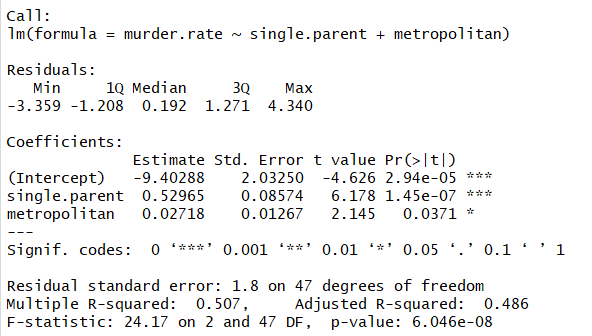 Call:
lm(formula = murder.rate ~ single.parent + metropolitan)
Residuals:
Min 1Q Median 3Q Max
-3.359 -1.208 0.192 1.271 4.340
Coefficients:
Estimate Std. Error t value Pr(>|t|)
(Intercept) -9.40288 2.03250 -4.626 2.94e-05 ***
single.parent 0.52965 0.08574 6.178 1.45e-07 ***
metropolitan 0.02718 0.01267 2.145 0.0371 *
---
Signif. codes: 0 ‘***’ 0.001 ‘**’ 0.01 ‘*’ 0.05 ‘.’ 0.1 ‘ ’ 1
Residual standard error: 1.8 on 47 degrees of freedom
Multiple R-squared: 0.507, Adjusted R-squared: 0.486
F-statistic: 24.17 on 2 and 47 DF, p-value: 6.046e-08